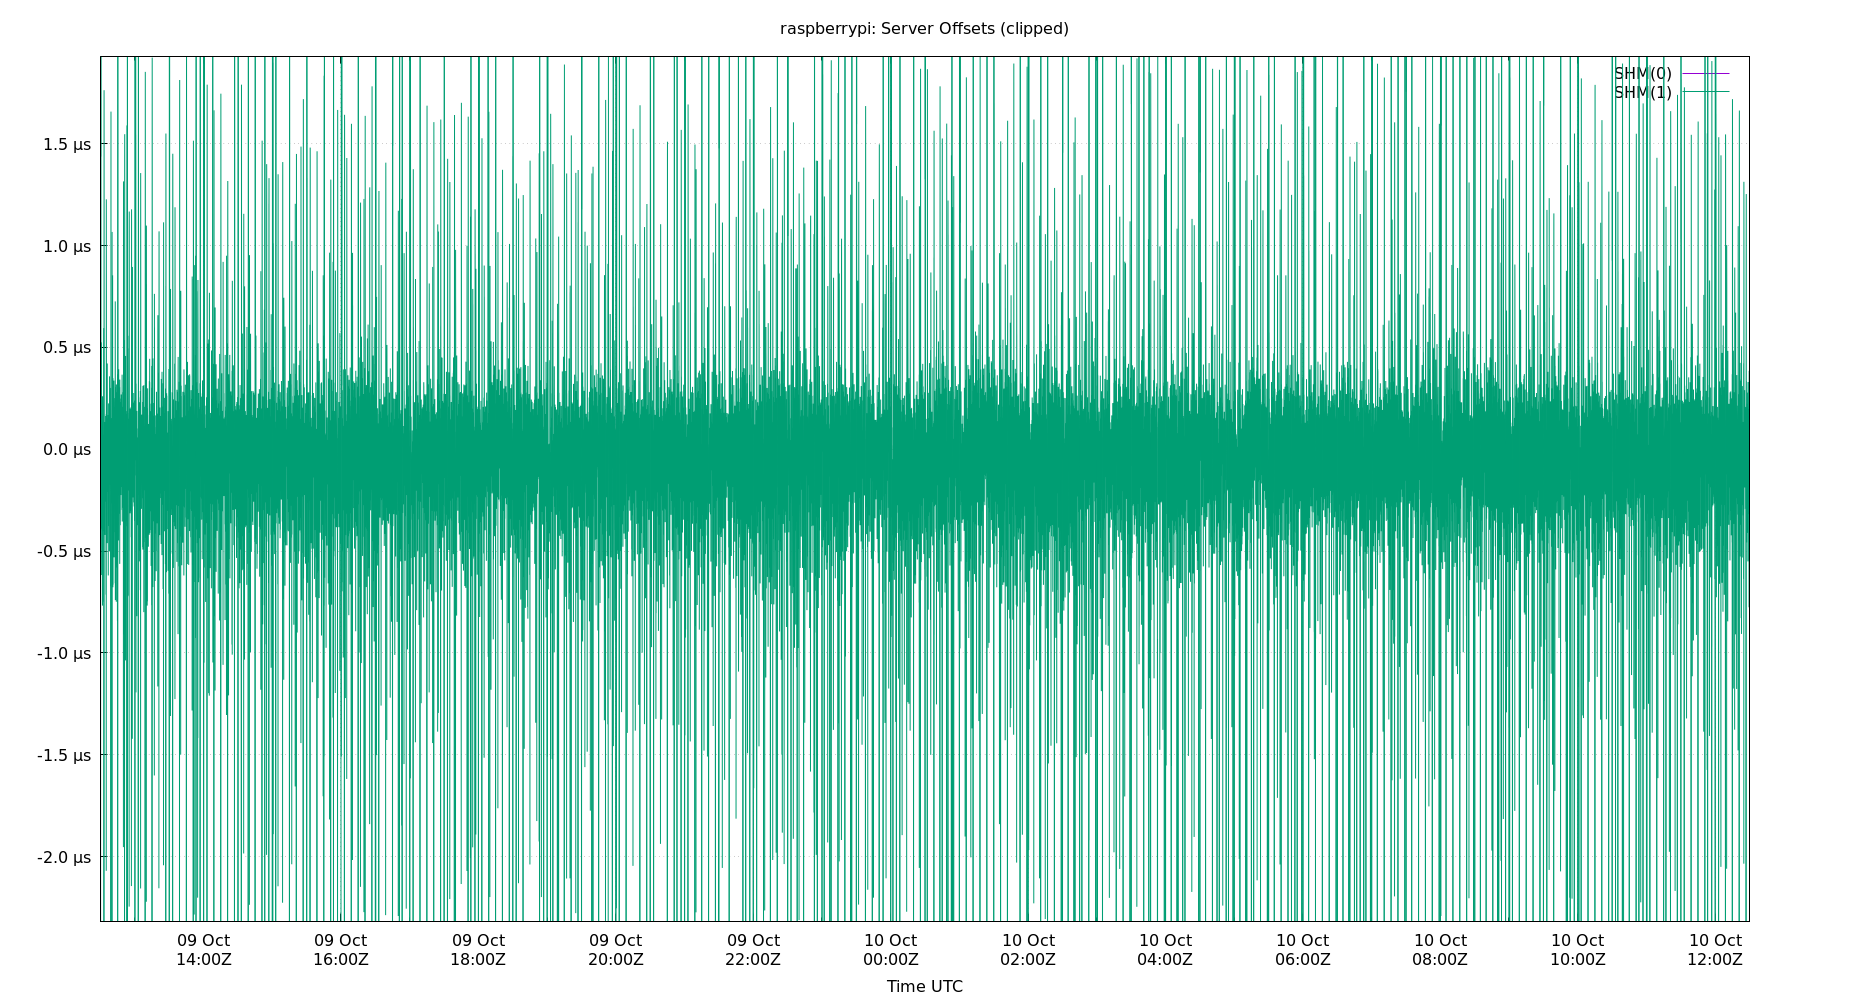 raspberrypi: Server Offsets (clipped)
SHM(0)
SHM(1)
1.5 µs
1.0 µs
0.5 µs
0.0 µs
-0.5 µs
-1.0 µs
-1.5 µs
-2.0 µs
09 Oct 09 Oct 09 Oct 09 Oct 09 Oct 10 Oct 10 Oct 10 Oct 10 Oct 10 Oct 10 Oct 10 Oct
14:00Z 16:00Z 18:00Z 20:00Z 22:00Z 00:00Z 02:00Z 04:00Z 06:00Z 08:00Z 10:00Z 12:00Z
Time UTC